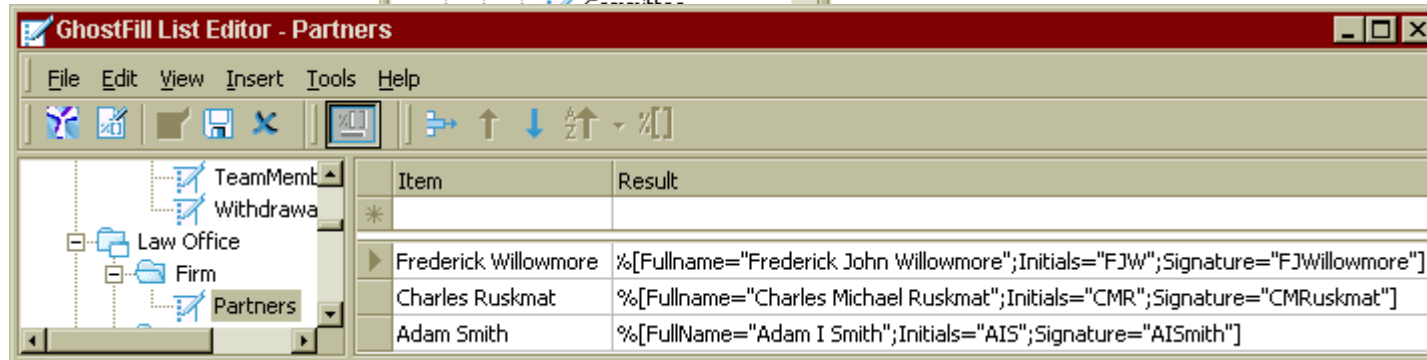 GhostFill List Editor - Partners
File Edit View Insert Tools Help
TeamMemb
Withdrawa
Law Office
Firm
Partners
Item Result
Frederick Willowmore %[Fullname="Frederick John Willowmore";Initials="FJW";Signature="FJWillowmore"]
Charles Ruskmat %[Fullname="Charles Michael Ruskmat";Initials="CMR";Signature="CMRuskmat"]
Adam Smith %[FullName="Adam I Smith";Initials="AIS";Signature="AISmith"]